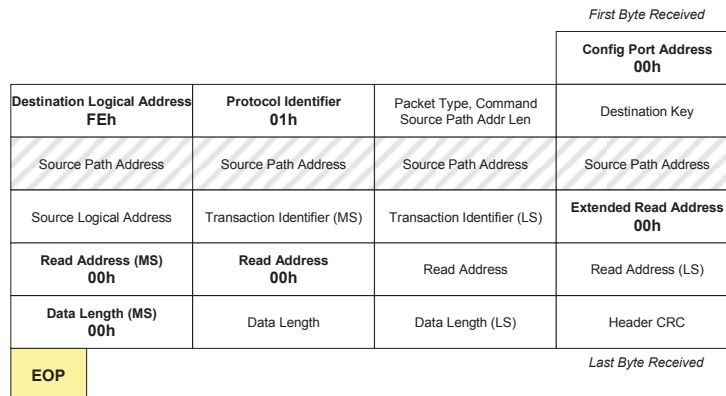 First Byte Received
Config Port Address
00h
Destination Logical Address
FEh
Protocol Identifier
01h
Packet Type, Command
Source Path Addr Len
Destination Key
Source Path Address
Source Path Address
Source Path Address
Source Path Address
Source Logical Address
Transaction Identifier (MS)
Transaction Identifier (LS)
Extended Read Address
00h
Read Address (MS)
00h
Read Address
00h
Read Address
Read Address (LS)
Data Length (MS)
00h
Data Length
Data Length (LS)
Header CRC
EOP
Last Byte Received